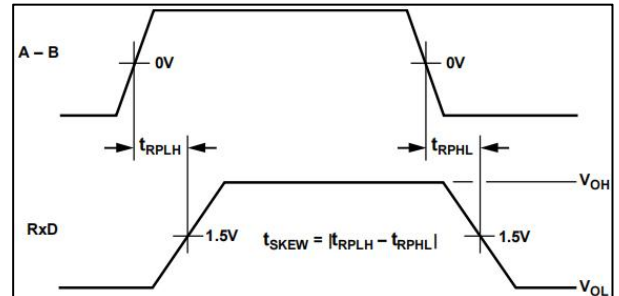 A – B
0V
0V
tRPLH
tRPHL
VOH
RxD
1.5V
tSKEW = |tRPLH – tRPHL|
1.5V
VOL